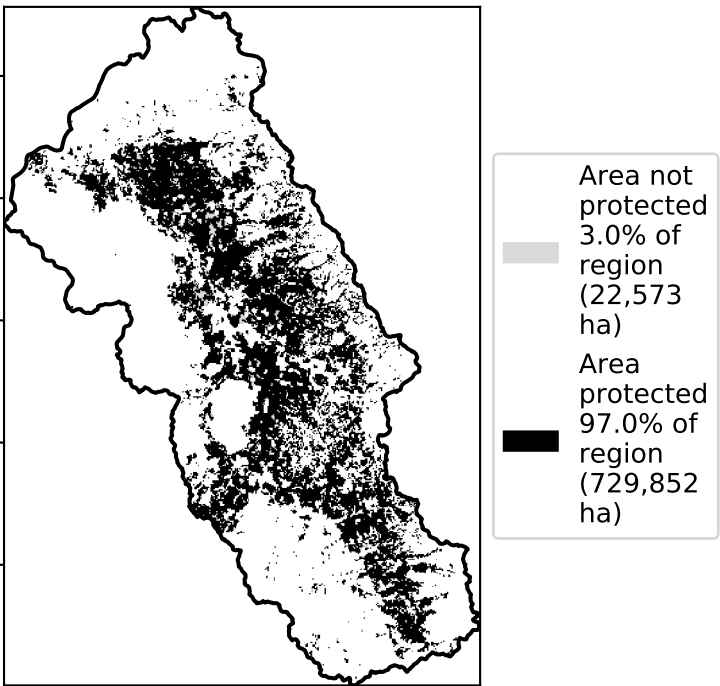 Area not
protected
3.0% of
region
(22,573
ha)
Area
protected
97.0% of
region
(729,852
ha)